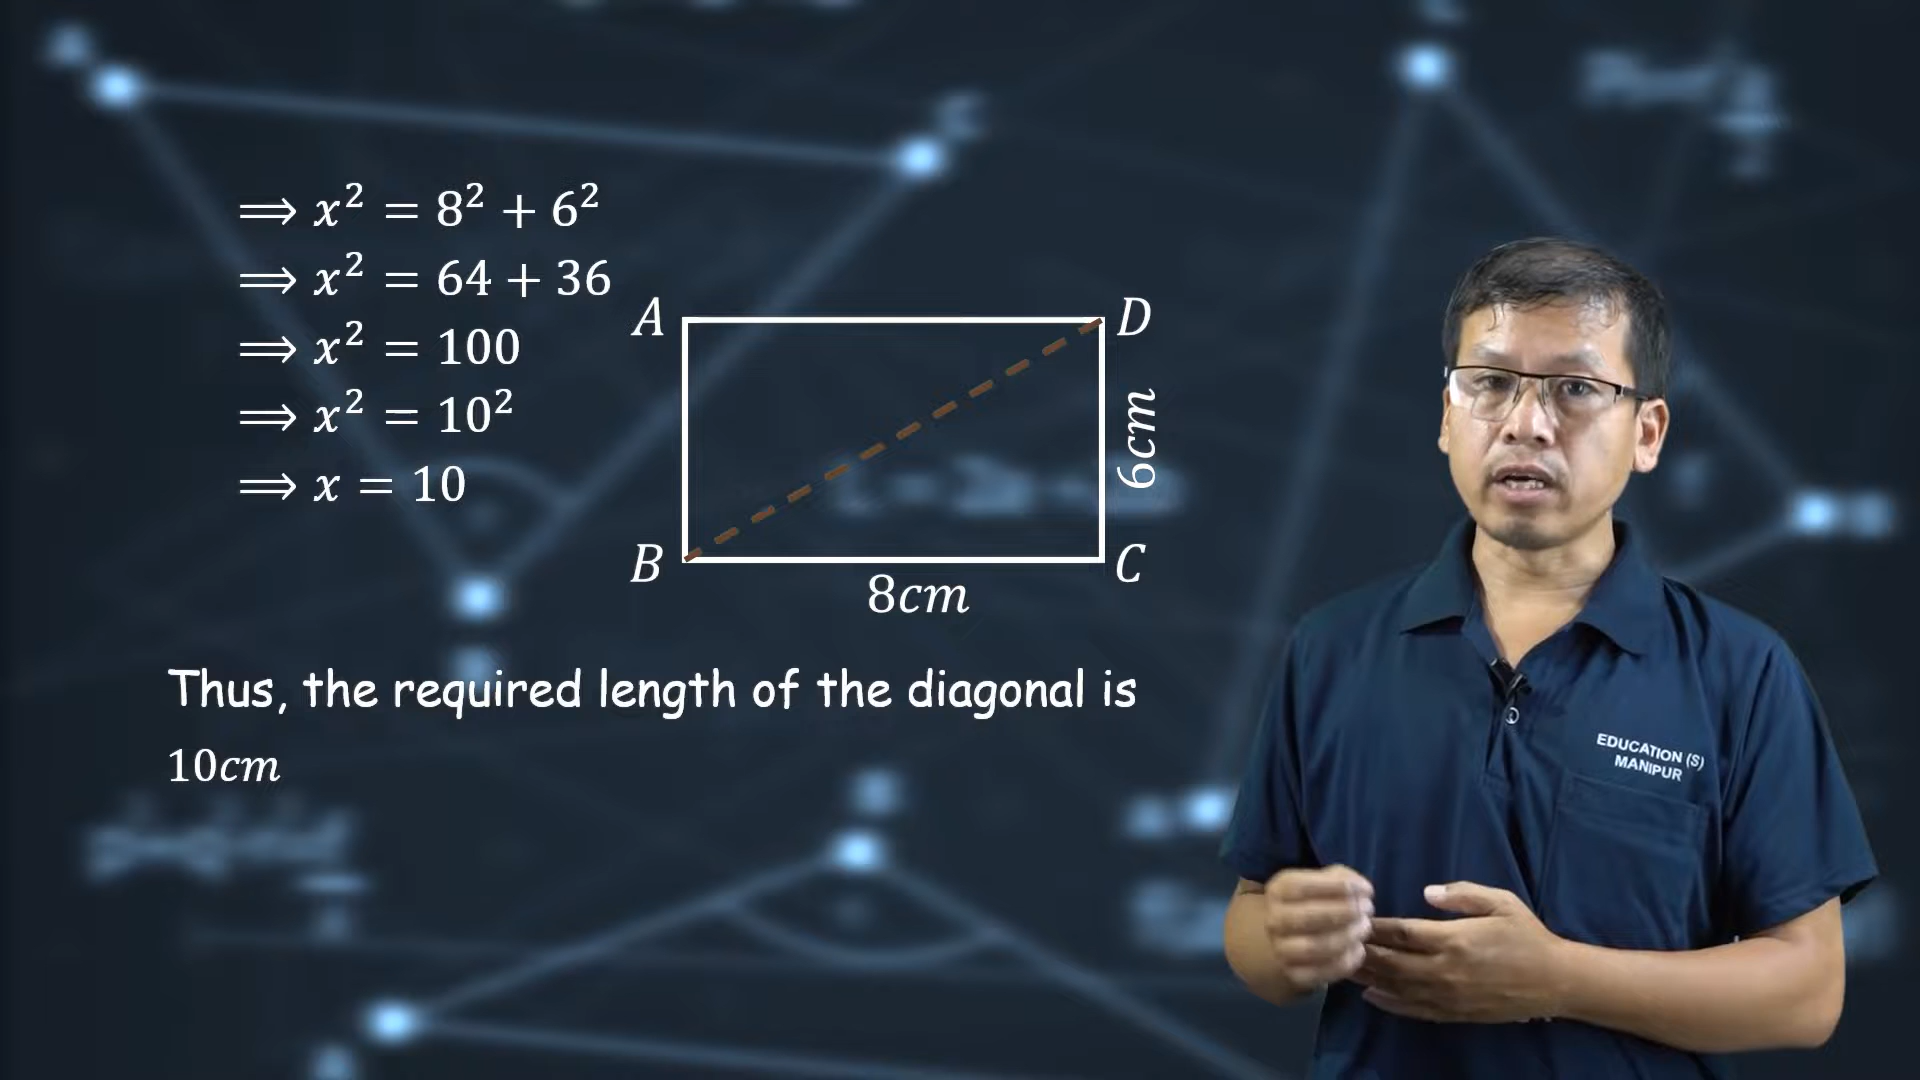 ⟹ x² = 8² + 6²
⟹ x² = 64 + 36
⟹ x² = 100
⟹ x² = 10²
⟹ x = 10
A
D
6cm
B
C
8cm
Thus, the required length of the diagonal is
10cm
EDUCATION (S)
MANIPUR